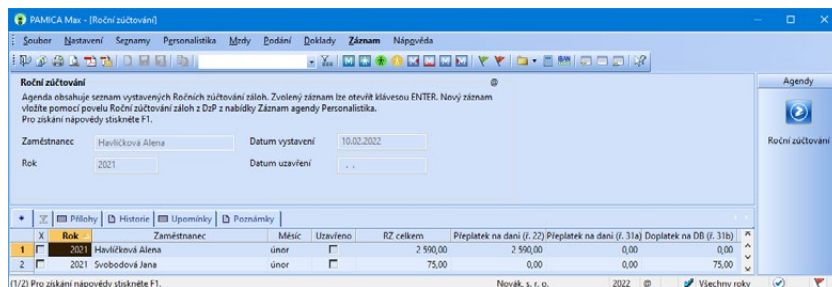 PAMICA Max - [Roční zúčtování]
Soubor Nastavení Seznamy Personalistika Mzdy Podání Doklady Záznam Nápověda
Roční zúčtování @
Agenda obsahuje seznam vystavených Ročních zúčtování záloh. Zvolený záznam lze otevřít klávesou ENTER. Nový záznam
vložíte pomocí povelu Roční zúčtování záloh z DzP z nabídky Záznam agendy Personalistika.
Pro získání nápovědy stiskněte F1.
Zaměstnanec Havlíčková Alena Datum vystavení 10.02.2022
Rok 2021 Datum uzavření . .
Agendy
Roční zúčtování
Přílohy Historie Upomínky Poznámky
X Rok Zaměstnanec Měsíc Uzavřeno RZ celkem Přeplatek na dani (ř. 22) Přeplatek na dani (ř. 31a) Doplatek na DB (ř. 31b)
1 2021 Havlíčková Alena únor 2 590,00 2 590,00 0,00 0,00
2 2021 Svobodová Jana únor 75,00 0,00 0,00 75,00
(1/2) Pro získání nápovědy stiskněte F1. Novák, s. r. o. 2022 @ Všechny roky